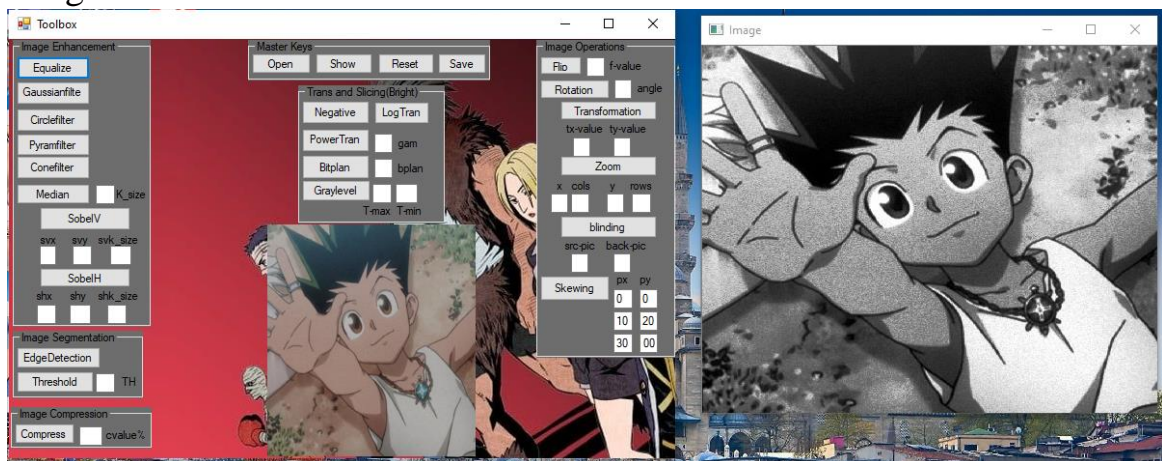 Toolbox
Image Enhancement
Equalize
Gaussianfilte
Circlefilter
Pyramfilter
Conefilter
Median K_size
SobelV
svx svy svk_size
SobelH
shx shy shk_size
Image Segmentation
EdgeDetection
Threshold TH
Image Compression
Compress cvalue%
Master Keys
Open Show Reset Save
Trans and Slicing(Bright)
Negative LogTran
PowerTran gam
Bitplan bplan
Graylevel
T-max T-min
Image Operations
Flip f-value
Rotation angle
Transfomation
tx-value ty-value
Zoom
x cols y rows
blinding
src-pic back-pic
Skewing px py
0 0
10 20
30 00
Image